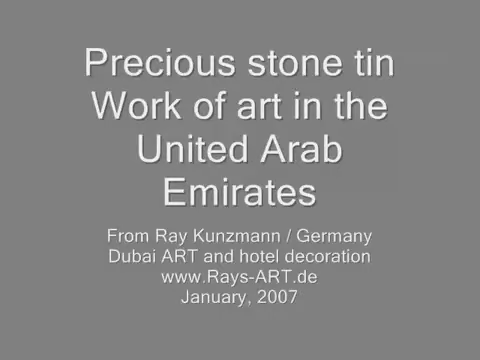 Precious stone tin
Work of art in the
United Arab
Emirates
From Ray Kunzmann / Germany
Dubai ART and hotel decoration
www.Rays-ART.de
January, 2007